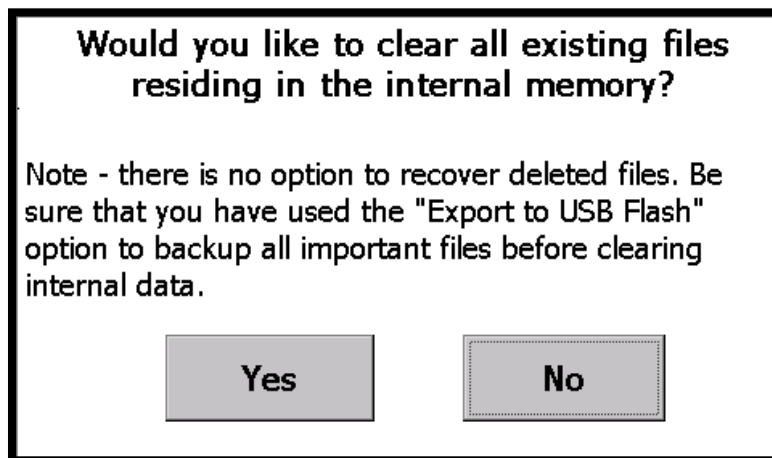 Would you like to clear all existing files
residing in the internal memory?
Note - there is no option to recover deleted files. Be
sure that you have used the "Export to USB Flash"
option to backup all important files before clearing
internal data.
Yes
No